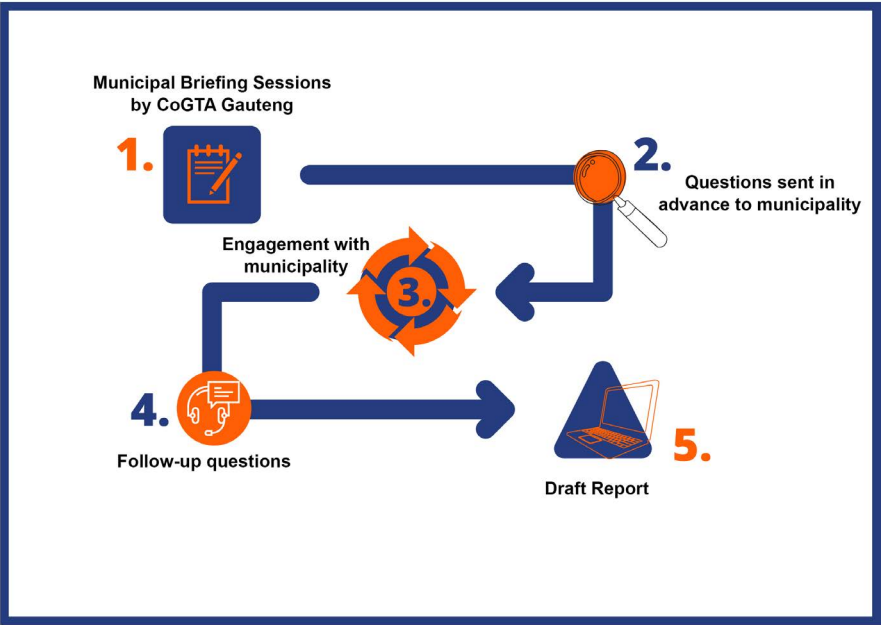 Municipal Briefing Sessions
by CoGTA Gauteng
1.
2.
Questions sent in
advance to municipality
Engagement with
municipality
3.
4.
Follow-up questions
5.
Draft Report